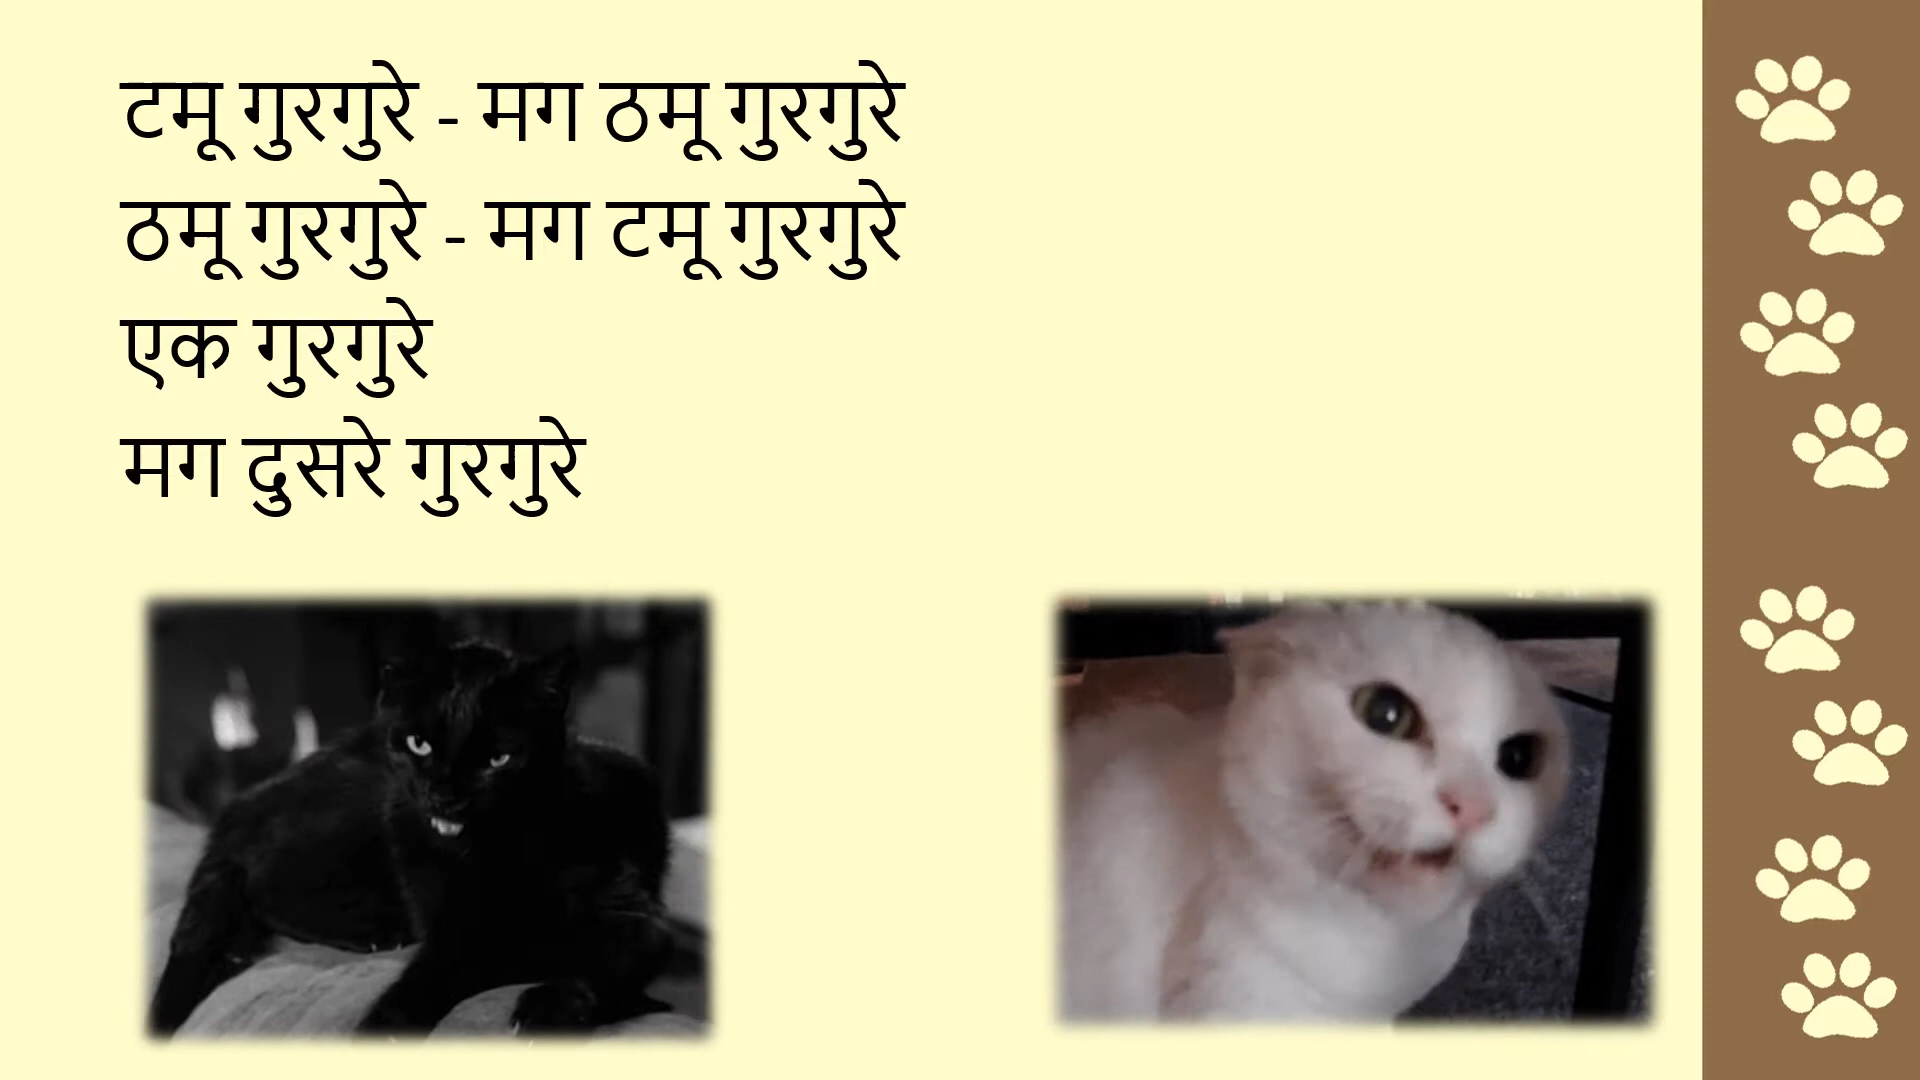 टमू गुरगुरे - मग ठमू गुरगुरे
ठमू गुरगुरे - मग टमू गुरगुरे
एक गुरगुरे
मग दुसरे गुरगुरे